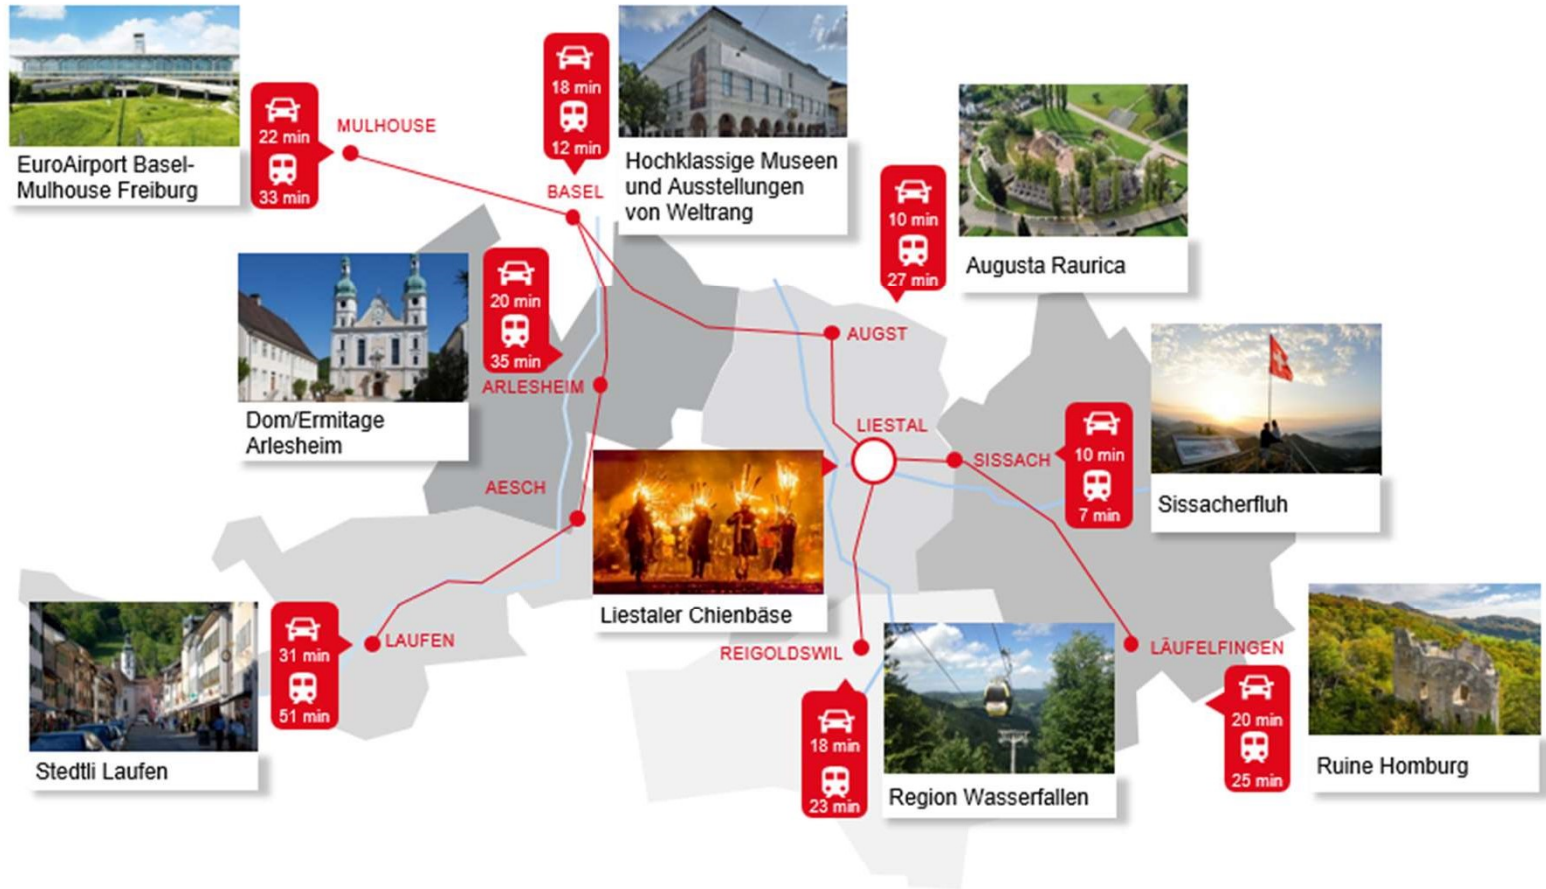 EuroAirport Basel-
Mulhouse Freiburg
22 min
33 min
MULHOUSE
18 min
12 min
BASEL
Hochklassige Museen
und Ausstellungen
von Weltrang
10 min
27 min
Augusta Raurica
AUGST
Dom/Ermitage
Arlesheim
20 min
35 min
ARLESHEIM
AESCH
LIESTAL
Liestaler Chienbäse
SISSACH
10 min
7 min
Sissacherfluh
Stedtli Laufen
31 min
51 min
LAUFEN
REIGOLDSWIL
18 min
23 min
Region Wasserfallen
LÄUFELFINGEN
20 min
25 min
Ruine Homburg